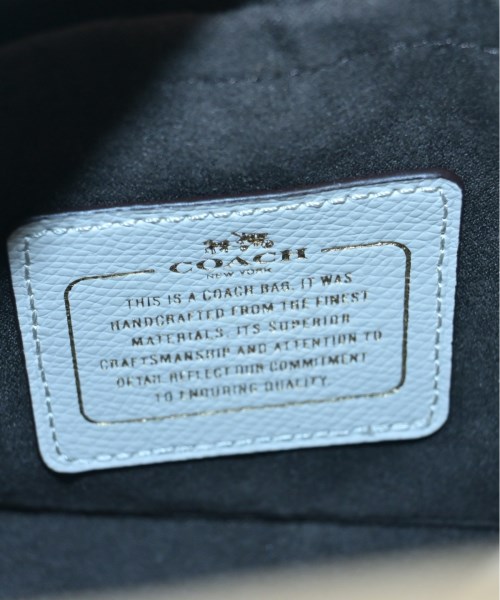 COACH
NEW YORK
THIS IS A COACH BAG. IT WAS
HANDCRAFTED FROM THE FINEST
MATERIALS. ITS SUPERIOR
CRAFTSMANSHIP AND ATTENTION TO
DETAIL REFLECT OUR COMMITMENT
TO ENDURING QUALITY.